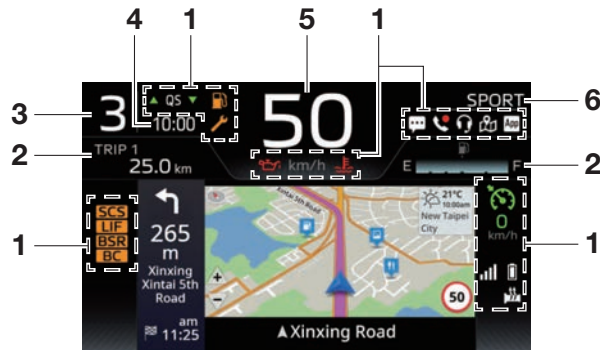 4 1 5 1
3 3 QS 10:00 50 SPORT 6
App
2 TRIP 1 25.0 km km/h E F 2
1 SCS
LIF
BSR
BC
265
m
Xinxing
Xintai 5th
Road
am
11:25
Xintai 5th Road
21°C
10:00am
New Taipei
City
+
−
50
Xinxing Road
0
km/h
1